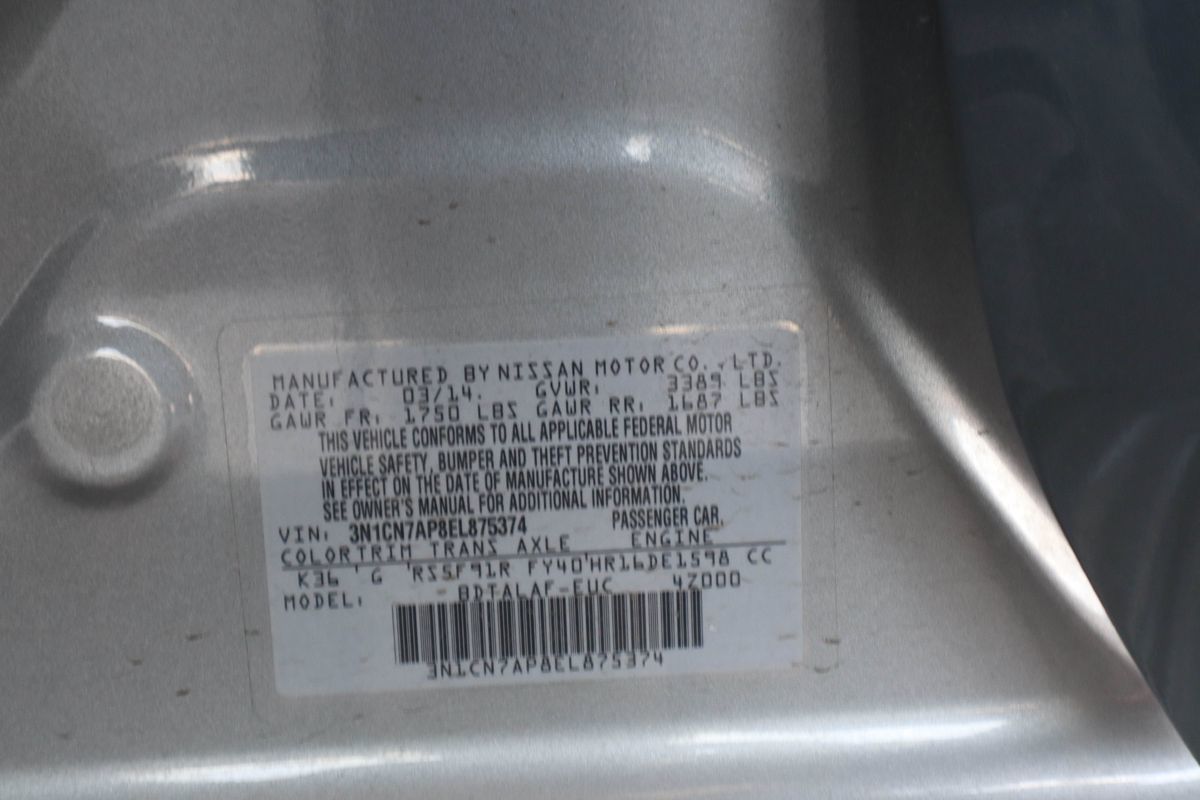 MANUFACTURED BY NISSAN MOTOR CO., LTD.
DATE: 03/14. GVWR: 3389 LBS
GAWR FR: 1750 LBS GAWR RR: 1687 LBS
THIS VEHICLE CONFORMS TO ALL APPLICABLE FEDERAL MOTOR
VEHICLE SAFETY, BUMPER AND THEFT PREVENTION STANDARDS
IN EFFECT ON THE DATE OF MANUFACTURE SHOWN ABOVE.
SEE OWNER'S MANUAL FOR ADDITIONAL INFORMATION.
VIN: 3N1CN7AP8EL875374 PASSENGER CAR.
COLOR TRIM TRANS AXLE ENGINE
K36 G RS5F91R FY40 HR16DE1598 CC
MODEL: BDTALAF-EUC 4Z000
3N1CN7AP8EL875374